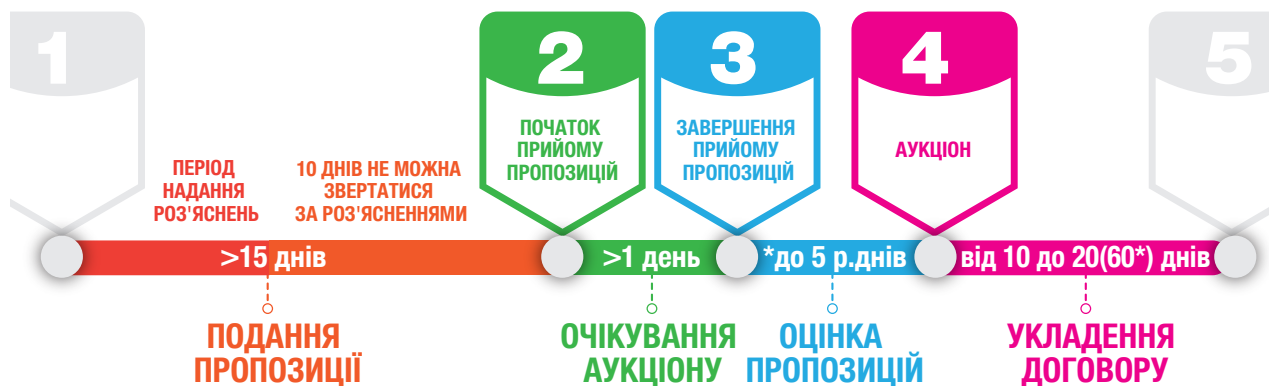 1
2
3
4
5
ПОЧАТОК
ПРИЙОМУ
ПРОПОЗИЦІЙ
ЗАВЕРШЕННЯ
ПРИЙОМУ
ПРОПОЗИЦІЙ
АУКЦІОН
ПЕРІОД
НАДАННЯ
РОЗ'ЯСНЕНЬ
10 ДНІВ НЕ МОЖНА
ЗВЕРТАТИСЯ
ЗА РОЗ'ЯСНЕННЯМИ
>15 днів
>1 день
*до 5 р.днів
від 10 до 20(60*) днів
ПОДАННЯ
ПРОПОЗИЦІЇ
ОЧІКУВАННЯ
АУКЦІОНУ
ОЦІНКА
ПРОПОЗИЦІЙ
УКЛАДЕННЯ
ДОГОВОРУ